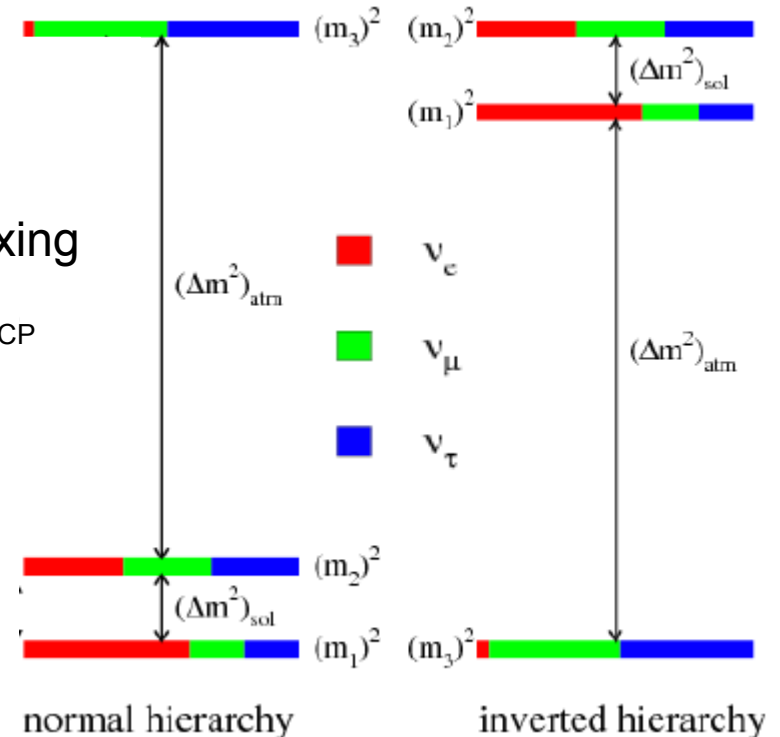 (m₃)² (m₂)²
(Δm²)sol
(m₁)²
xing
νe
(Δm²)atm
CP
νμ
(Δm²)atm
ντ
(m₂)²
(Δm²)sol
(m₁)² (m₃)²
normal hierarchy inverted hierarchy